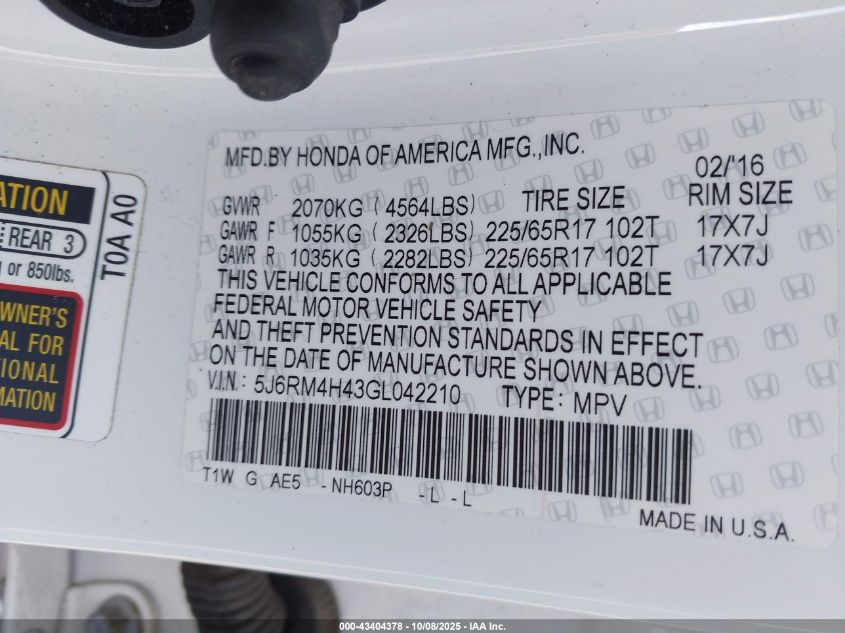 MFD.BY HONDA OF AMERICA MFG.,INC.
02/'16
GVWR 2070KG (4564LBS) TIRE SIZE RIM SIZE
GAWR F 1055KG (2326LBS) 225/65R17 102T 17X7J
GAWR R 1035KG (2282LBS) 225/65R17 102T 17X7J
THIS VEHICLE CONFORMS TO ALL APPLICABLE
FEDERAL MOTOR VEHICLE SAFETY
AND THEFT PREVENTION STANDARDS IN EFFECT
ON THE DATE OF MANUFACTURE SHOWN ABOVE.
V.I.N: 5J6RM4H43GL042210 TYPE: MPV
T1W G AE5 -NH603P -L -L
MADE IN U.S.A.
ATION
REAR 3
or 850lbs.
WNER'S
AL FOR
IONAL
MATION
T0A A0
000-43404378 - 10/08/2025 - IAA Inc.